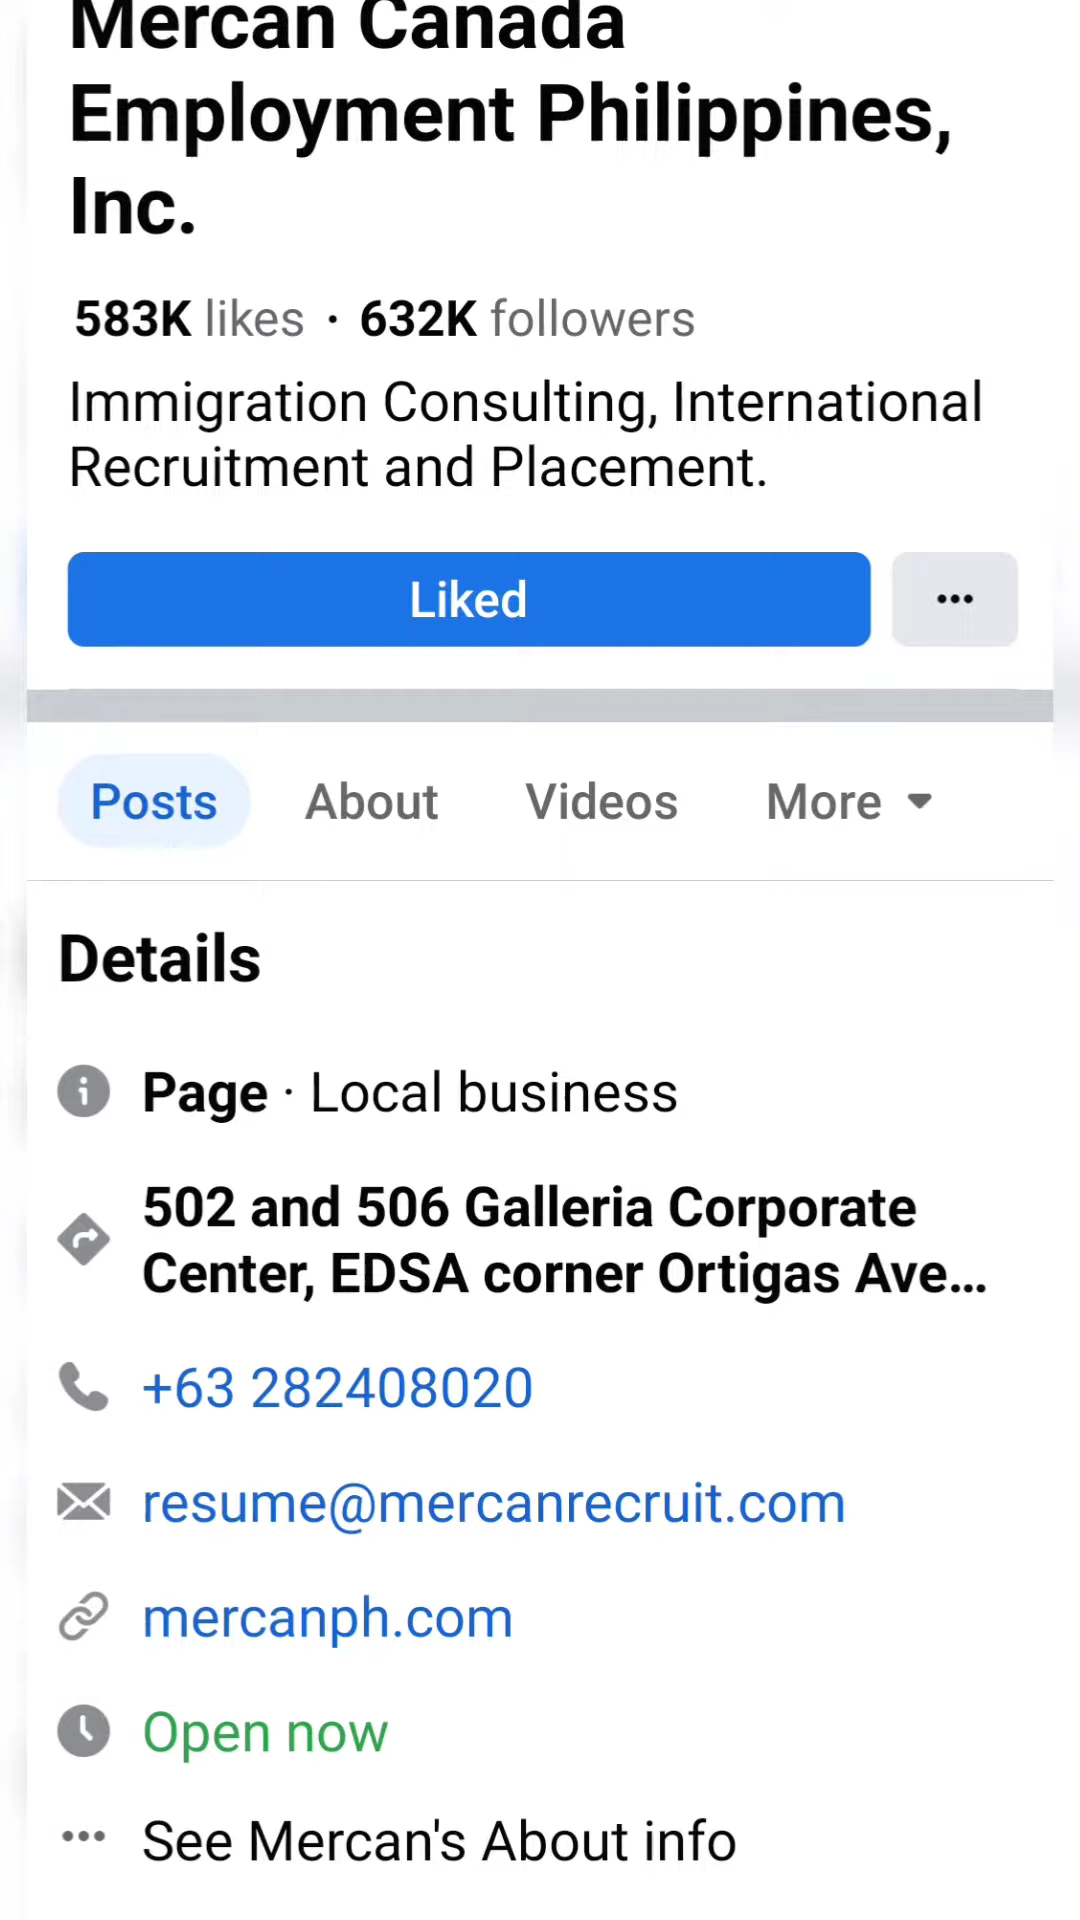 Mercan Canada
Employment Philippines,
Inc.
583K likes · 632K followers
Immigration Consulting, International
Recruitment and Placement.
Liked
Posts About Videos More
Details
Page · Local business
502 and 506 Galleria Corporate
Center, EDSA corner Ortigas Ave...
+63 282408020
resume@mercanrecruit.com
mercanph.com
Open now
See Mercan's About info